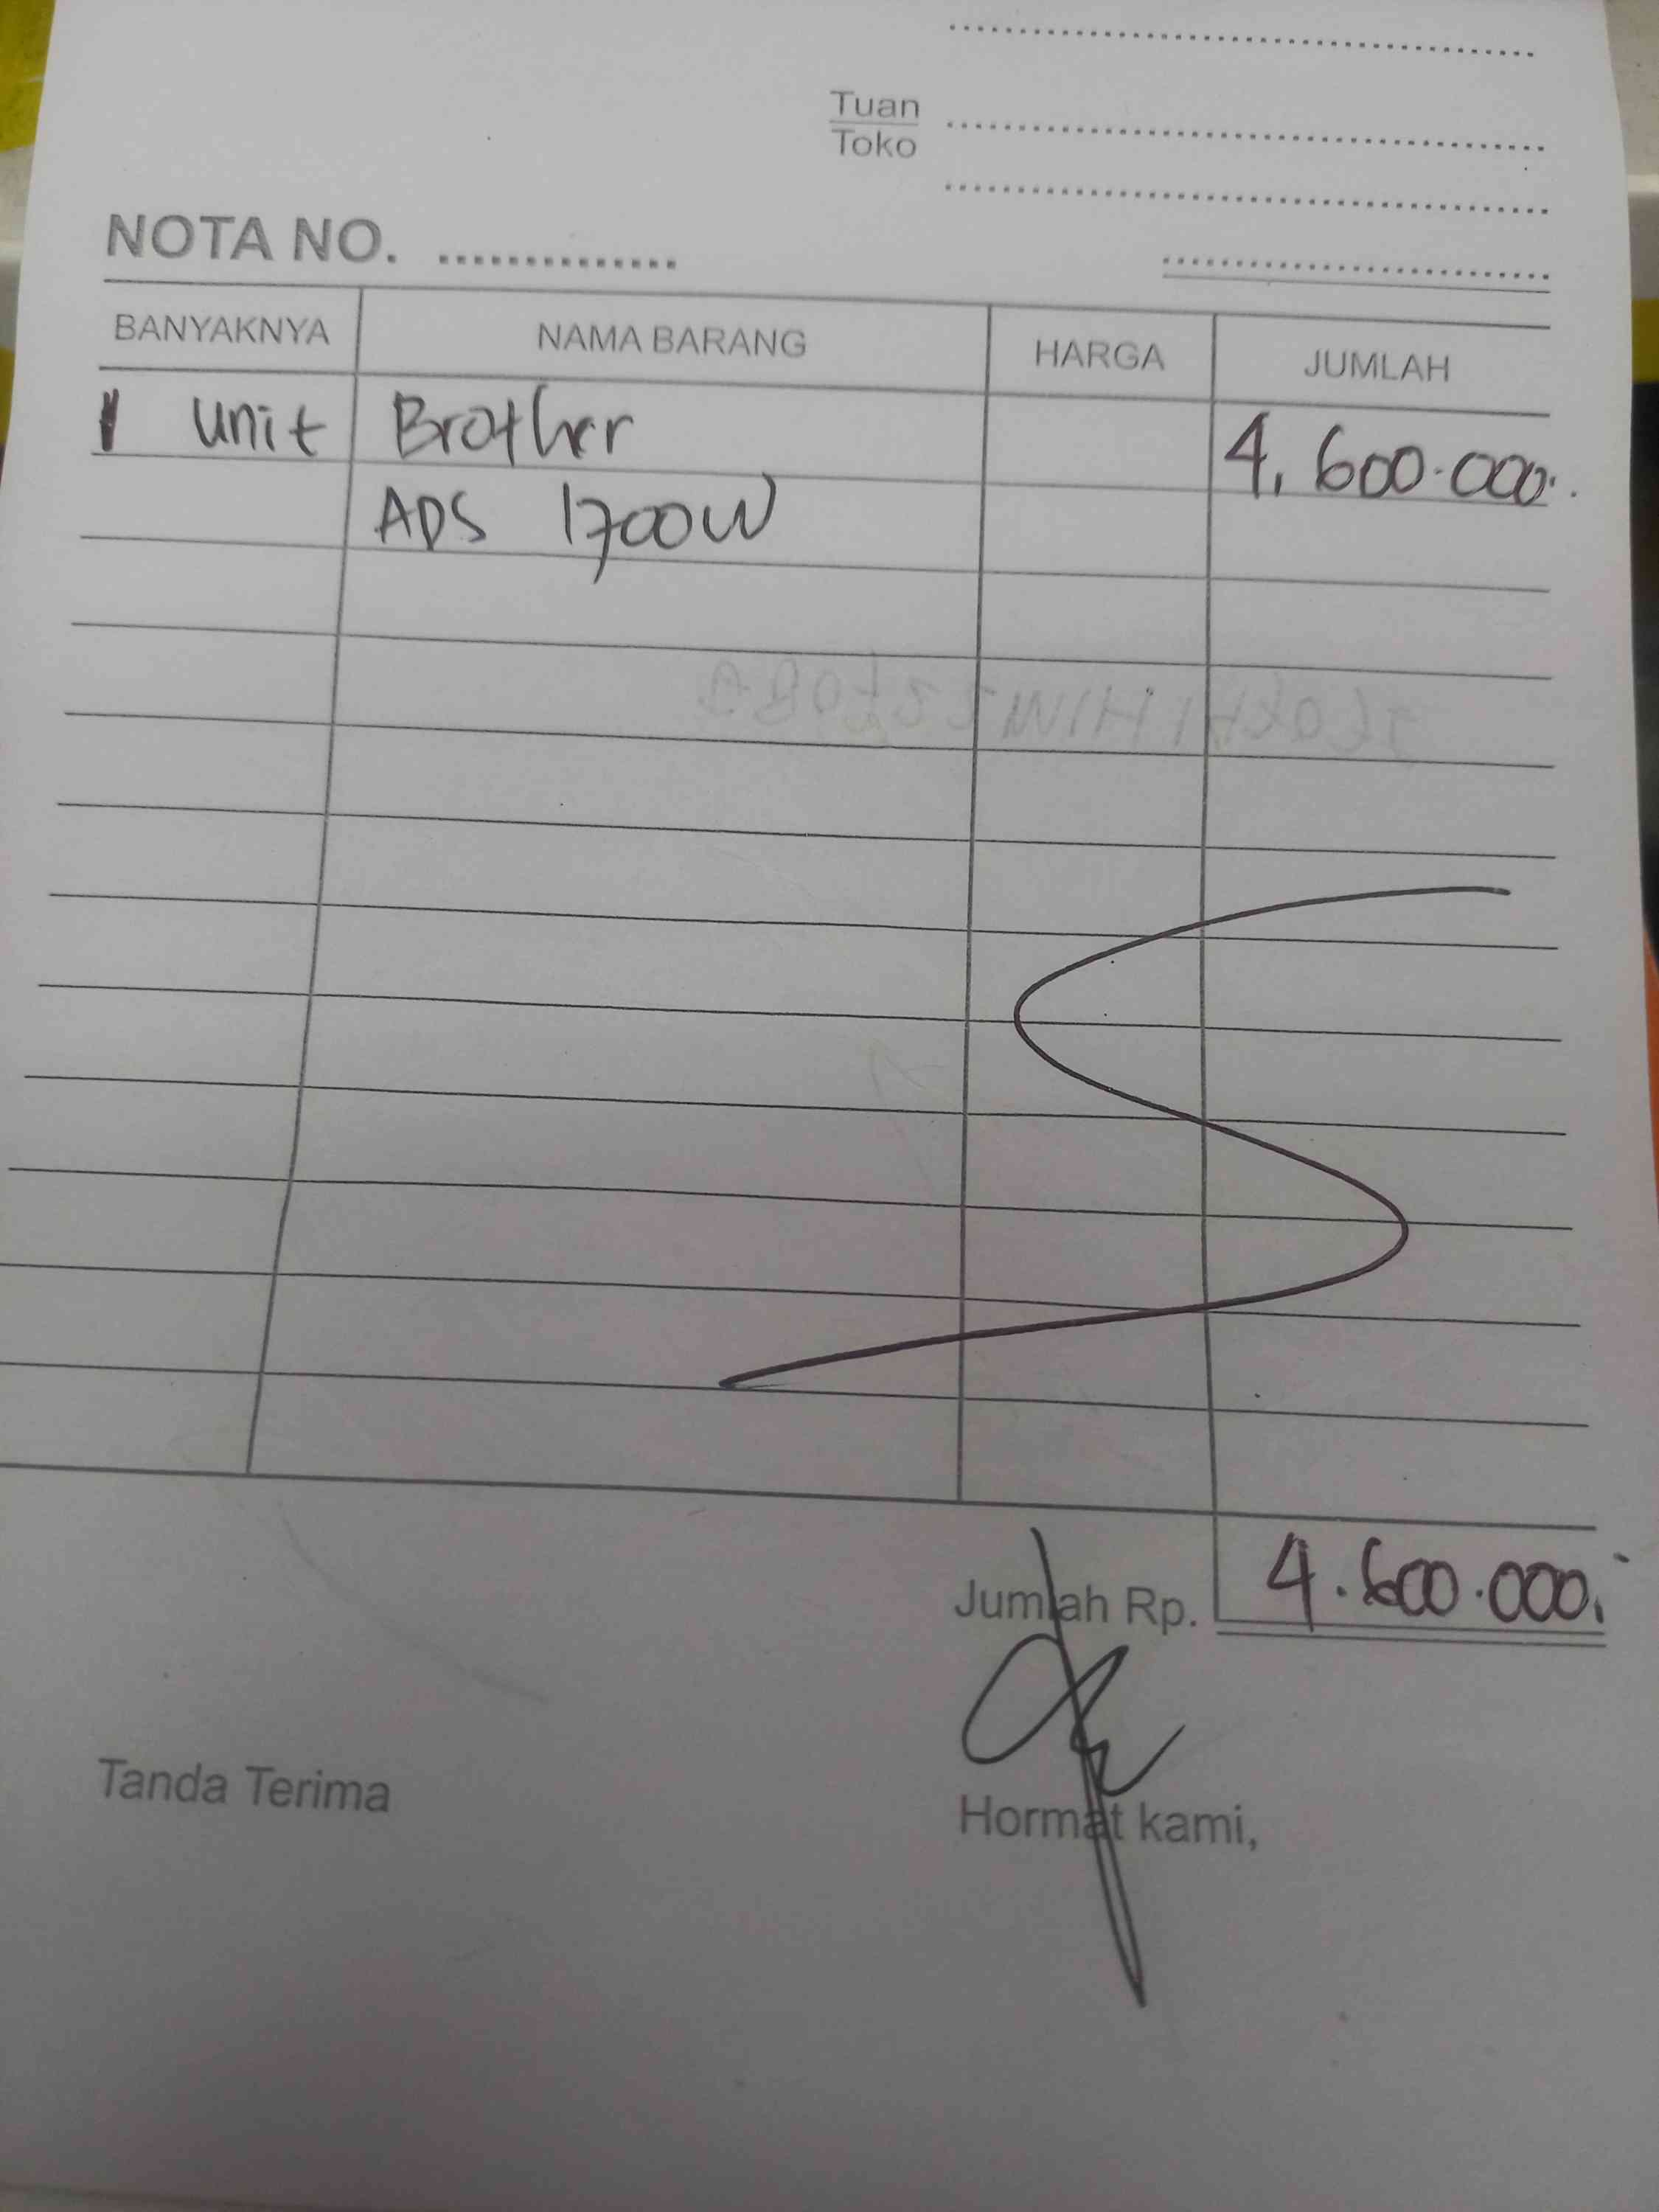 Tuan
Toko
NOTA NO.
BANYAKNYA NAMA BARANG HARGA JUMLAH
1 unit Brother 4.600.000
ADS 1700W
Jumlah Rp. 4.600.000
Tanda Terima Hormat kami,